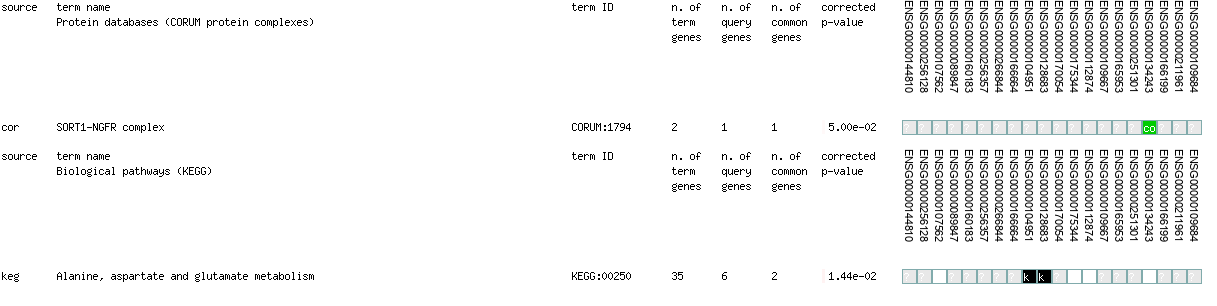 source term name term ID n. of n. of n. of corrected
Protein databases (CORUM protein complexes) term query common p-value
genes genes genes
ENSG00000144810
ENSG00000256128
ENSG00000107562
ENSG00000089847
ENSG00000160183
ENSG00000256357
ENSG00000266844
ENSG00000166664
ENSG00000104951
ENSG00000128683
ENSG00000170054
ENSG00000175344
ENSG00000112874
ENSG00000109667
ENSG00000165953
ENSG00000251301
ENSG00000134243
ENSG00000166199
ENSG00000211961
ENSG00000109684
cor SORT1-NGFR complex CORUM:1794 2 1 1 5.00e-02 ? ? ? ? ? ? ? ? ? ? ? ? ? ? ? ? co ? ? ?
source term name term ID n. of n. of n. of corrected
Biological pathways (KEGG) term query common p-value
genes genes genes
ENSG00000144810
ENSG00000256128
ENSG00000107562
ENSG00000089847
ENSG00000160183
ENSG00000256357
ENSG00000266844
ENSG00000166664
ENSG00000104951
ENSG00000128683
ENSG00000170054
ENSG00000175344
ENSG00000112874
ENSG00000109667
ENSG00000165953
ENSG00000251301
ENSG00000134243
ENSG00000166199
ENSG00000211961
ENSG00000109684
keg Alanine, aspartate and glutamate metabolism KEGG:00250 35 6 2 1.44e-02 ? ? ? ? ? ? ? k k ? ? ? ? ? ? ?